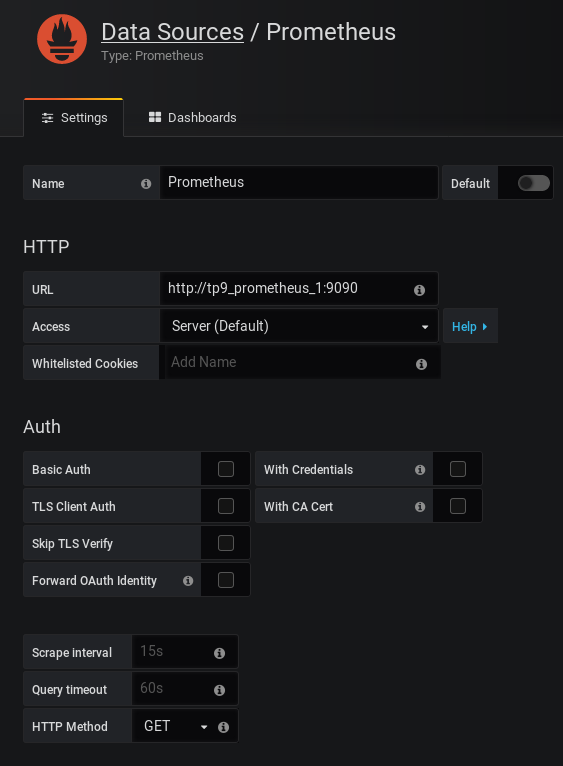 Data Sources / Prometheus
Type: Prometheus
Settings
Dashboards
Name
Prometheus
Default
HTTP
URL
http://tp9_prometheus_1:9090
Access
Server (Default)
Help
Whitelisted Cookies
Add Name
Auth
Basic Auth
With Credentials
TLS Client Auth
With CA Cert
Skip TLS Verify
Forward OAuth Identity
Scrape interval
15s
Query timeout
60s
HTTP Method
GET